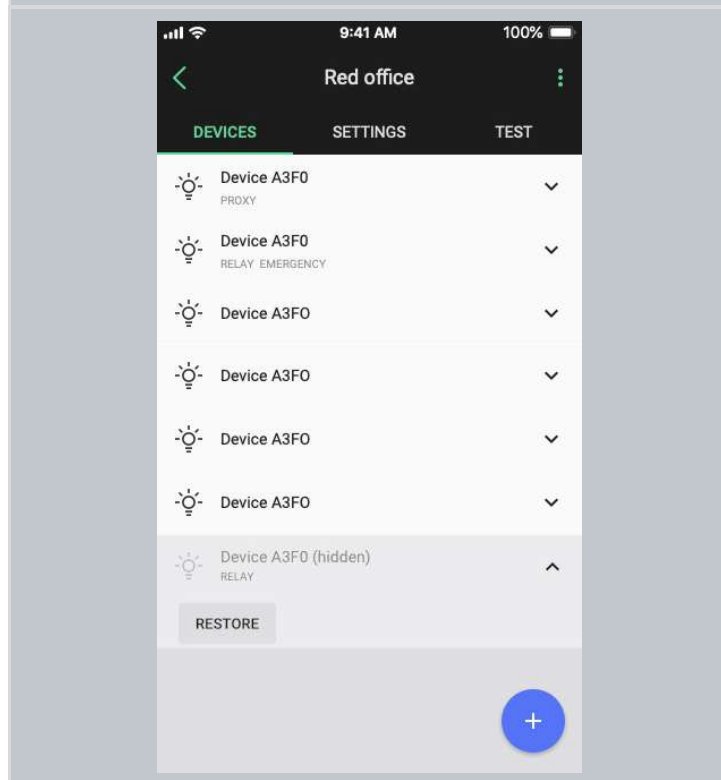 9:41 AM 100%
Red office
DEVICES SETTINGS TEST
Device A3F0
PROXY
Device A3F0
RELAY EMERGENCY
Device A3FO
Device A3FO
Device A3FO
Device A3FO
Device A3F0 (hidden)
RELAY
RESTORE
+